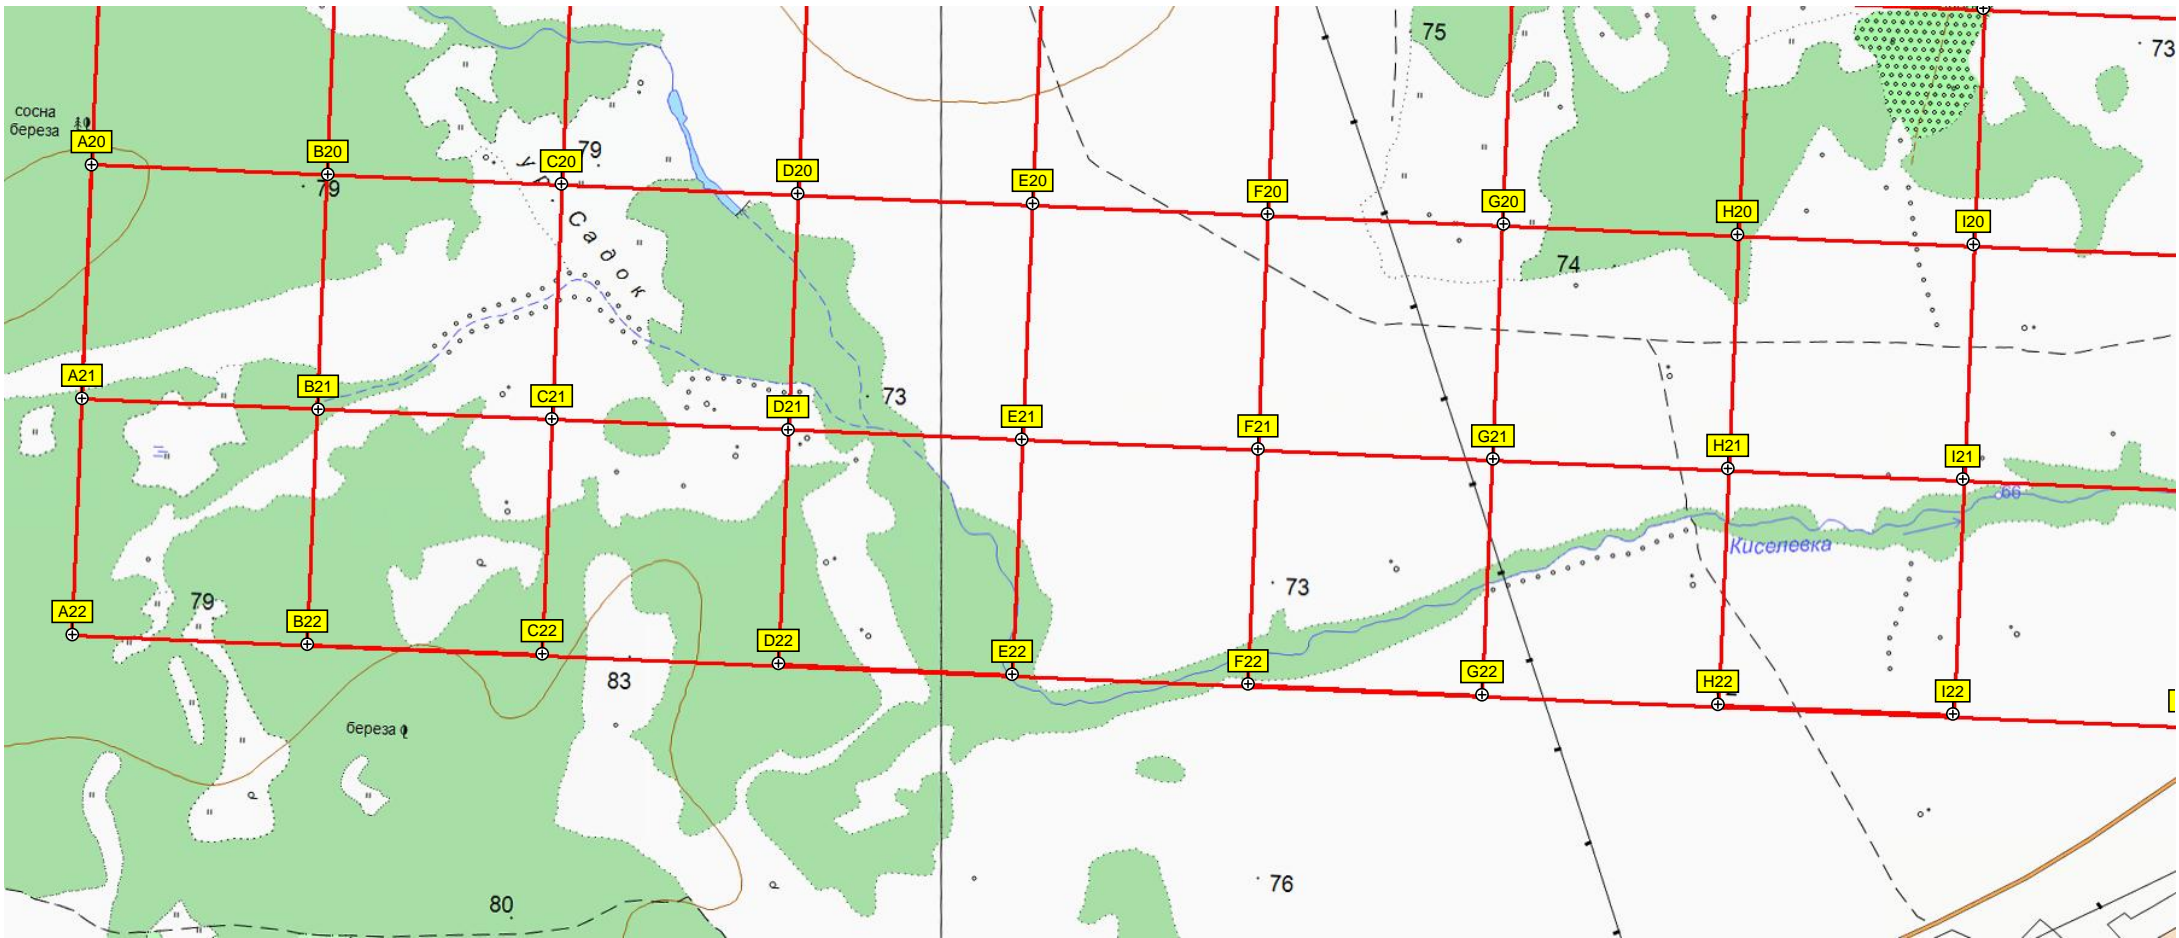 75
73
сосна
береза
A20
B20
C20
79
D20
E20
F20
G20
H20
I20
79
ур. Садок
74
A21
B21
C21
D21
73
E21
F21
G21
H21
I21
66
Киселевка
79
73
A22
B22
C22
D22
E22
F22
G22
H22
I22
83
береза
80
76